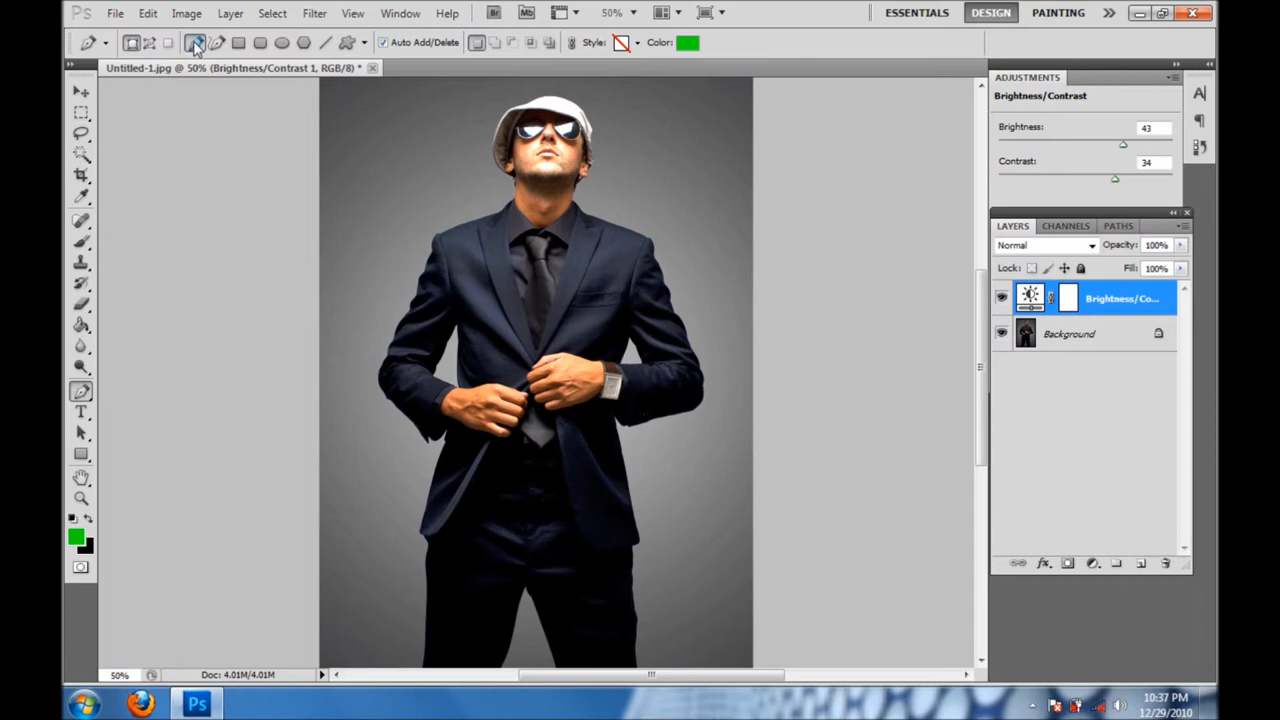 Ps File Edit Image Layer Select Filter View Window Help Br Mb 50% ESSENTIALS DESIGN PAINTING
Auto Add/Delete Style: Color:
Untitled-1.jpg @ 50% (Brightness/Contrast 1, RGB/8) *
ADJUSTMENTS
Brightness/Contrast
Brightness: 43
Contrast: 34
LAYERS CHANNELS PATHS
Normal Opacity: 100%
Lock: Fill: 100%
Brightness/Co...
Background
50% Doc: 4.01M/4.01M
Ps
10:37 PM
12/29/2010